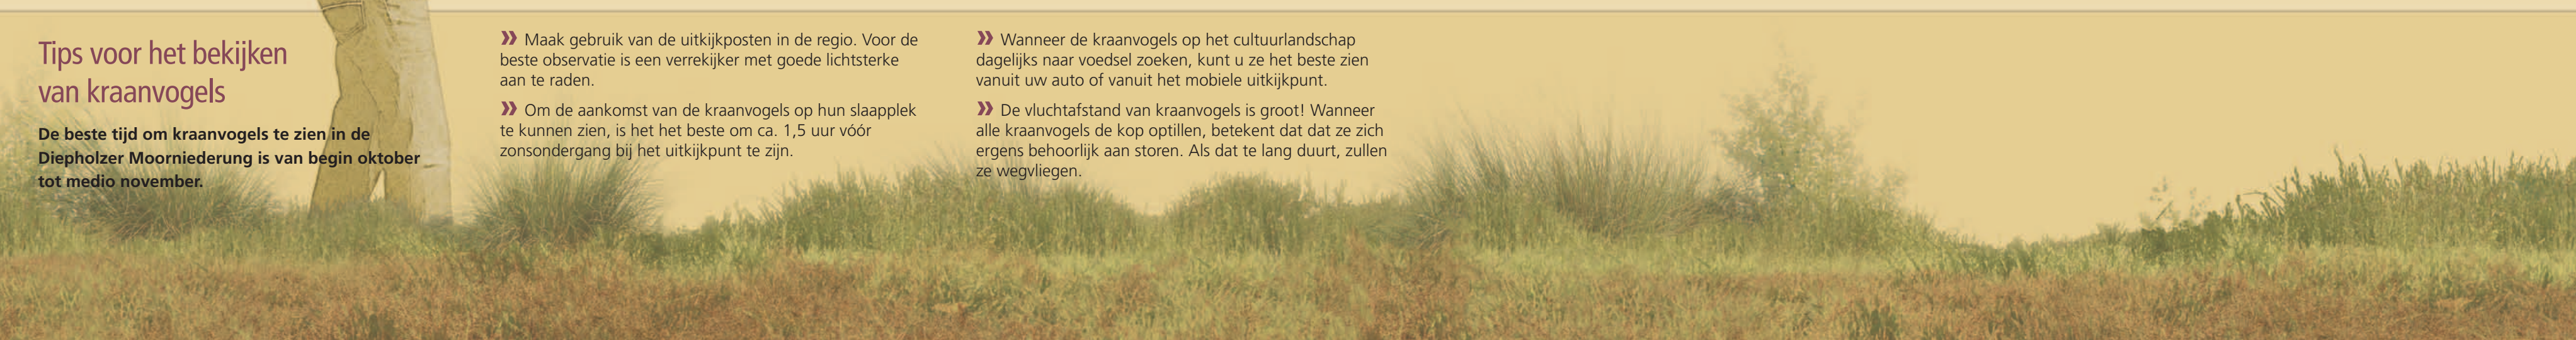 Tips voor het bekijken
van kraanvogels
De beste tijd om kraanvogels te zien in de
Diepholzer Moorniederung is van begin oktober
tot medio november.
» Maak gebruik van de uitkijkposten in de regio. Voor de
beste observatie is een verrekijker met goede lichtsterke
aan te raden.
» Om de aankomst van de kraanvogels op hun slaapplek
te kunnen zien, is het het beste om ca. 1,5 uur vóór
zonsondergang bij het uitkijkpunt te zijn.
» Wanneer de kraanvogels op het cultuurlandschap
dagelijks naar voedsel zoeken, kunt u ze het beste zien
vanuit uw auto of vanuit het mobiele uitkijkpunt.
» De vluchtafstand van kraanvogels is groot! Wanneer
alle kraanvogels de kop optillen, betekent dat dat ze zich
ergens behoorlijk aan storen. Als dat te lang duurt, zullen
ze wegvliegen.